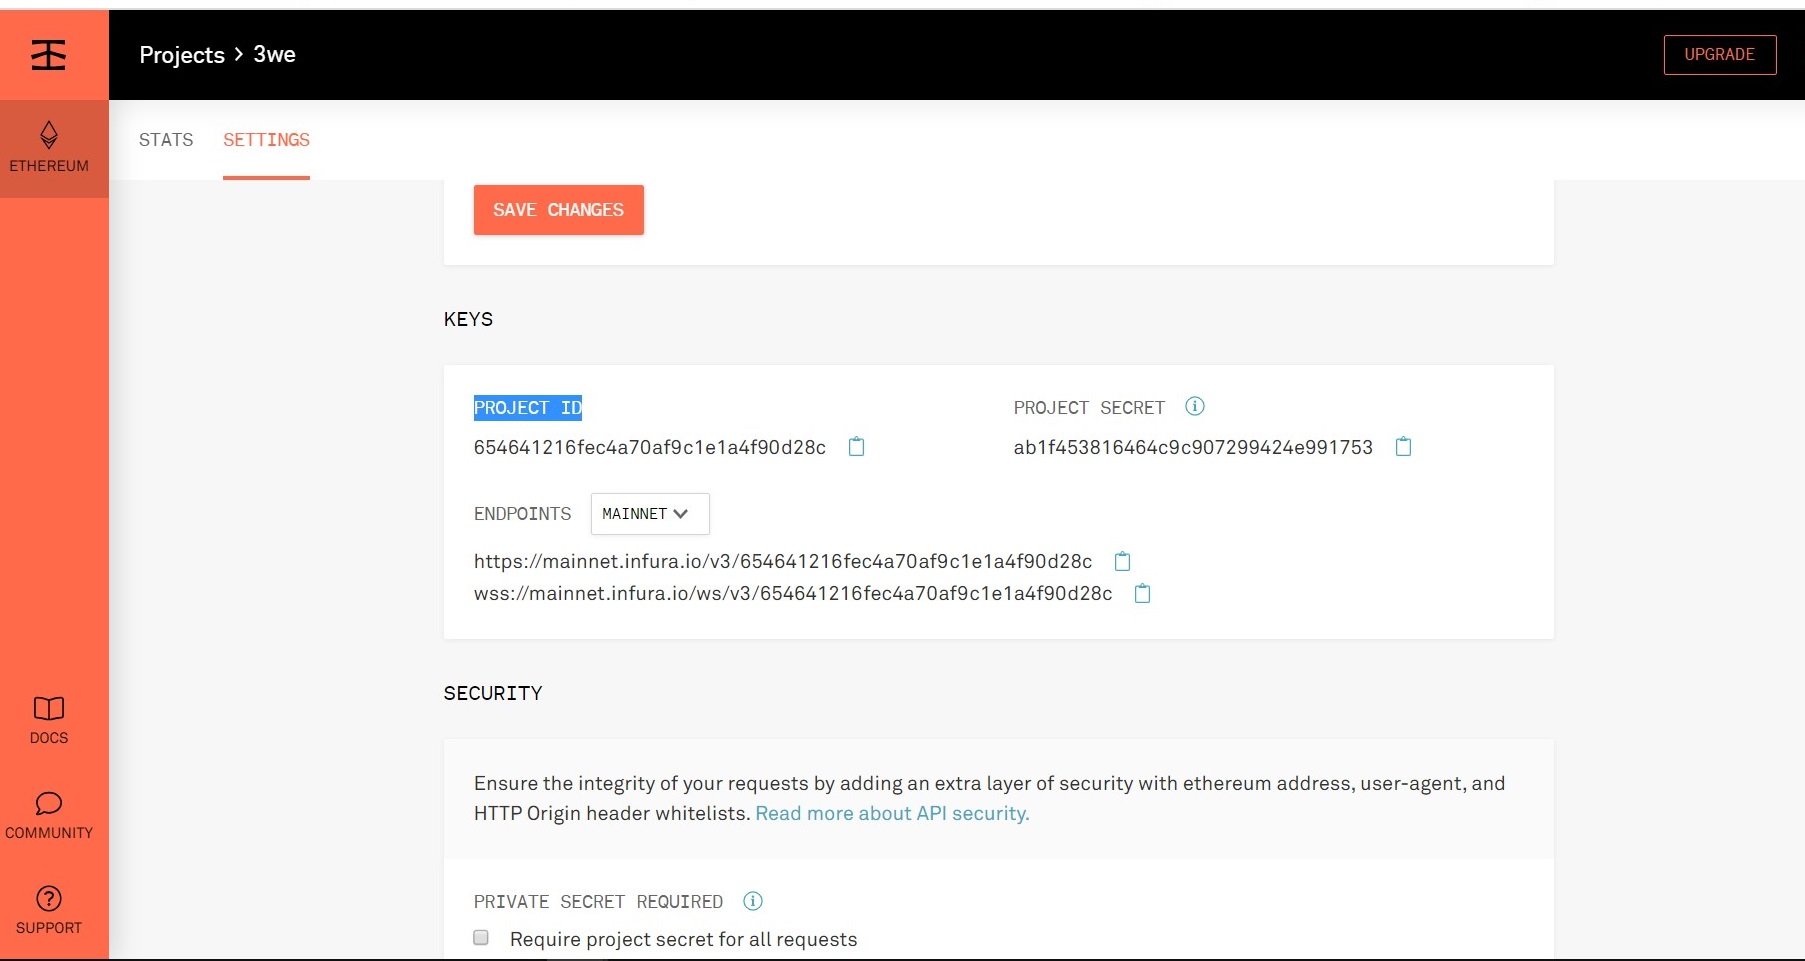 Projects > 3we
UPGRADE
ETHEREUM
STATS SETTINGS
SAVE CHANGES
KEYS
PROJECT ID
654641216fec4a70af9c1e1a4f90d28c
PROJECT SECRET
ab1f453816464c9c907299424e991753
ENDPOINTS MAINNET
https://mainnet.infura.io/v3/654641216fec4a70af9c1e1a4f90d28c
wss://mainnet.infura.io/ws/v3/654641216fec4a70af9c1e1a4f90d28c
SECURITY
Ensure the integrity of your requests by adding an extra layer of security with ethereum address, user-agent, and
HTTP Origin header whitelists. Read more about API security.
PRIVATE SECRET REQUIRED
Require project secret for all requests
DOCS
COMMUNITY
SUPPORT